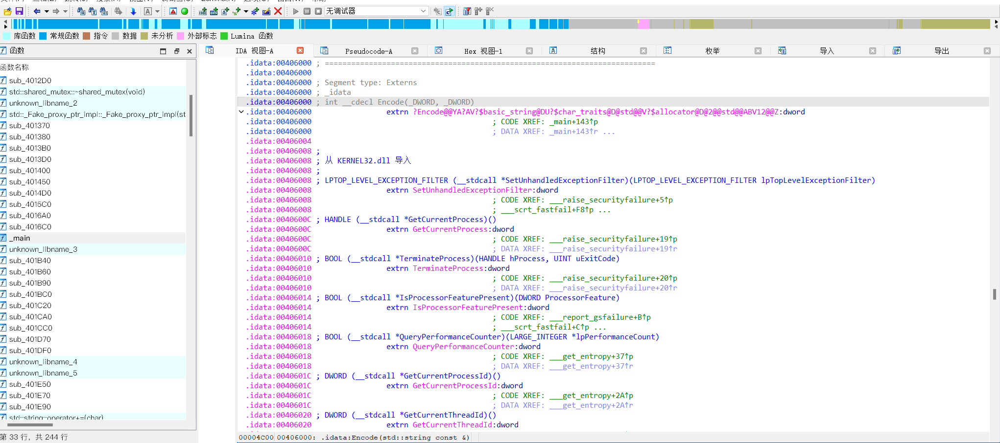 无调试器
库函数 常规函数 指令 数据 未分析 外部标志 Lumina 函数
函数
IDA 视图-A Pseudocode-A Hex 视图-1 结构 枚举 导入 导出
函数名称
sub_4012D0
std::shared_mutex::~shared_mutex(void)
unknown_libname_2
std::_Fake_proxy_ptr_impl::_Fake_proxy_ptr_impl(st
sub_401370
sub_401380
sub_4013B0
sub_4013D0
sub_401400
sub_401450
sub_4014D0
sub_4015C0
sub_4016A0
sub_4016C0
_main
unknown_libname_3
sub_401B40
sub_401B60
sub_401B90
sub_401BC0
sub_401C20
sub_401CA0
sub_401CC0
sub_401D70
sub_401DF0
unknown_libname_4
unknown_libname_5
sub_401E50
sub_401E70
sub_401E90
std::string::operator+=(char)
第 33 行, 共 244 行
.idata:00406000 ; ===========================================================================
.idata:00406000
.idata:00406000 ; Segment type: Externs
.idata:00406000 ; _idata
.idata:00406000 ; int __cdecl Encode(_DWORD, _DWORD)
.idata:00406000 extrn ?Encode@@YA?AV?$basic_string@DU?$char_traits@D@std@@V?$allocator@D@2@@std@@ABV12@@Z:dword
.idata:00406000 ; CODE XREF: _main+143↑p
.idata:00406000 ; DATA XREF: _main+143↑r ...
.idata:00406004
.idata:00406008 ;
.idata:00406008 ; 从 KERNEL32.dll 导入
.idata:00406008 ;
.idata:00406008 ; LPTOP_LEVEL_EXCEPTION_FILTER (__stdcall *SetUnhandledExceptionFilter)(LPTOP_LEVEL_EXCEPTION_FILTER lpTopLevelExceptionFilter)
.idata:00406008 extrn SetUnhandledExceptionFilter:dword
.idata:00406008 ; CODE XREF: ___raise_securityfailure+5↑p
.idata:00406008 ; ___scrt_fastfail+F8↑p ...
.idata:0040600C ; HANDLE (__stdcall *GetCurrentProcess)()
.idata:0040600C extrn GetCurrentProcess:dword
.idata:0040600C ; CODE XREF: ___raise_securityfailure+19↑p
.idata:0040600C ; DATA XREF: ___raise_securityfailure+19↑r
.idata:00406010 ; BOOL (__stdcall *TerminateProcess)(HANDLE hProcess, UINT uExitCode)
.idata:00406010 extrn TerminateProcess:dword
.idata:00406010 ; CODE XREF: ___raise_securityfailure+20↑p
.idata:00406010 ; DATA XREF: ___raise_securityfailure+20↑r
.idata:00406014 ; BOOL (__stdcall *IsProcessorFeaturePresent)(DWORD ProcessorFeature)
.idata:00406014 extrn IsProcessorFeaturePresent:dword
.idata:00406014 ; CODE XREF: ___report_gsfailure+B↑p
.idata:00406014 ; ___scrt_fastfail+C↑p ...
.idata:00406018 ; BOOL (__stdcall *QueryPerformanceCounter)(LARGE_INTEGER *lpPerformanceCount)
.idata:00406018 extrn QueryPerformanceCounter:dword
.idata:00406018 ; CODE XREF: ___get_entropy+37↑p
.idata:00406018 ; DATA XREF: ___get_entropy+37↑r
.idata:0040601C ; DWORD (__stdcall *GetCurrentProcessId)()
.idata:0040601C extrn GetCurrentProcessId:dword
.idata:0040601C ; CODE XREF: ___get_entropy+2A↑p
.idata:0040601C ; DATA XREF: ___get_entropy+2A↑r
.idata:00406020 ; DWORD (__stdcall *GetCurrentThreadId)()
.idata:00406020 extrn GetCurrentThreadId:dword
00004C00 00406000: .idata:Encode(std::string const &)